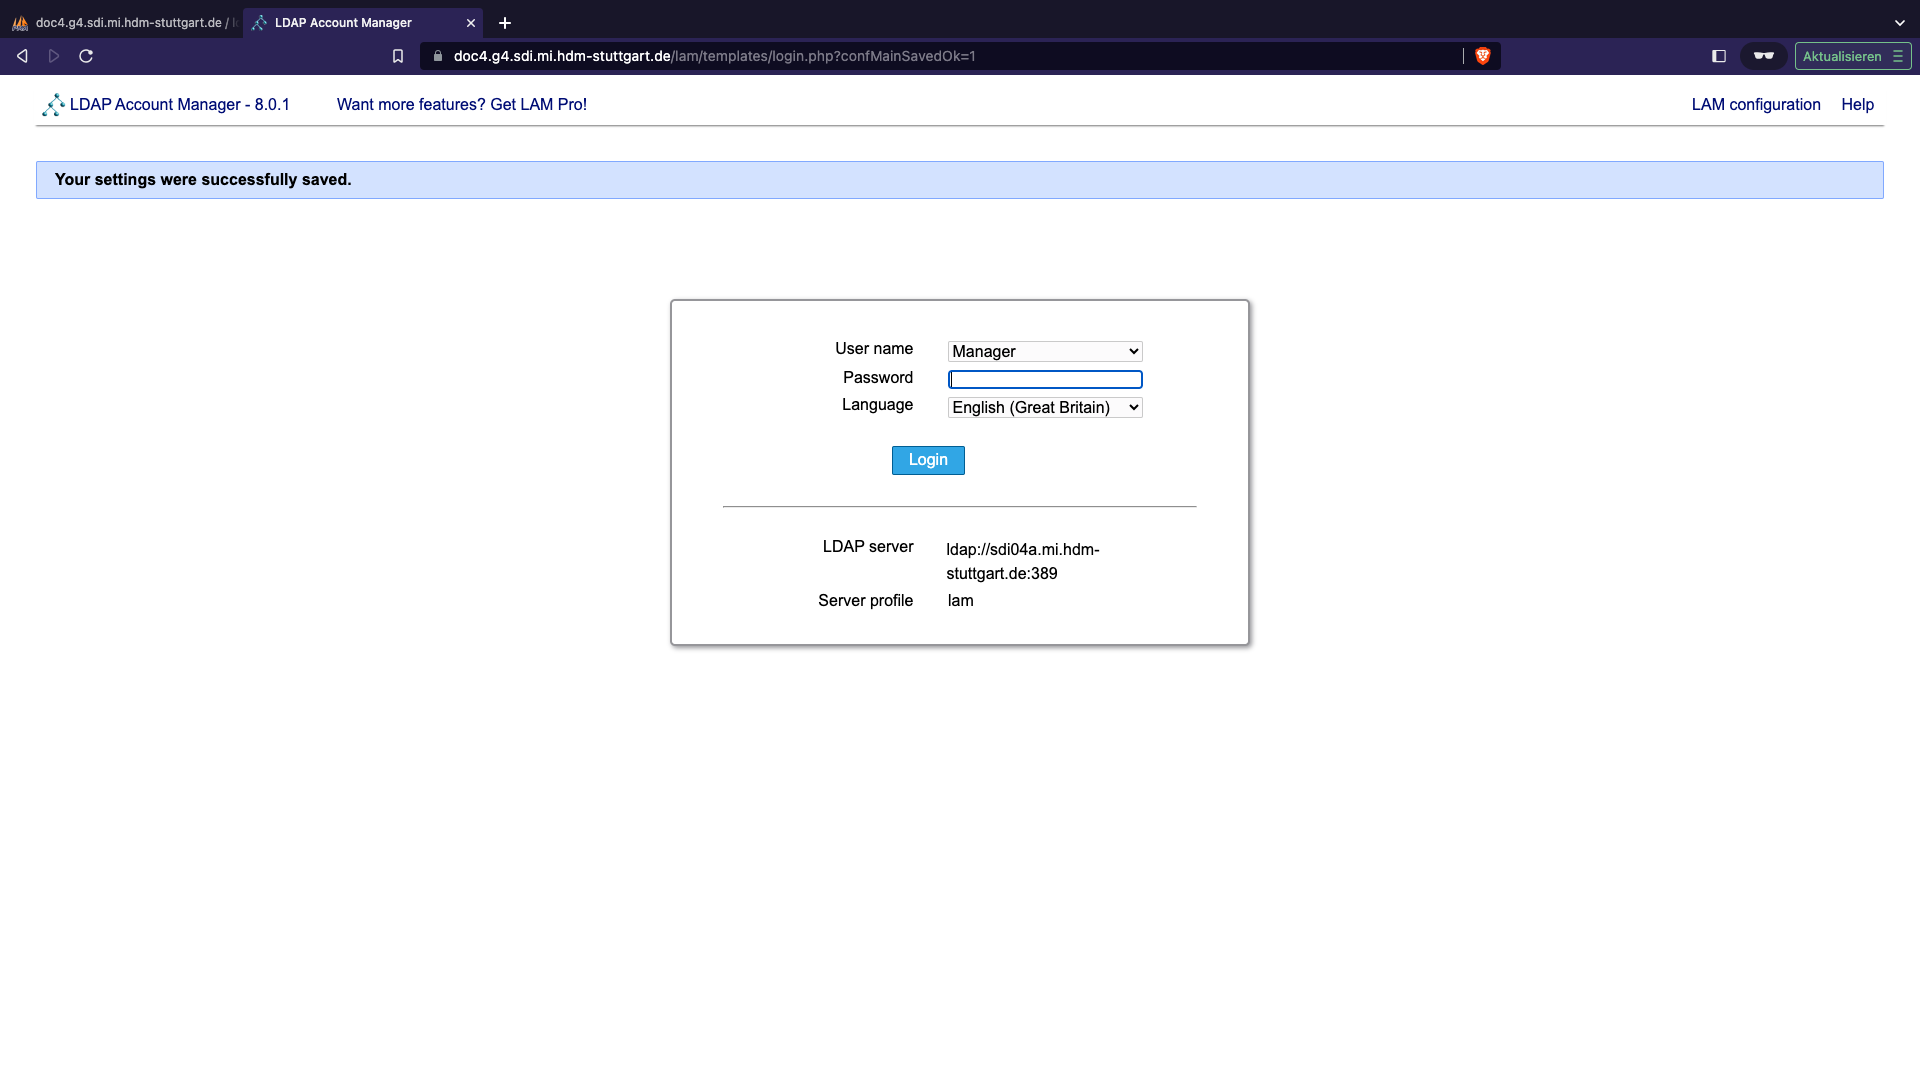 doc4.g4.sdi.mi.hdm-stuttgart.de /
LDAP Account Manager
doc4.g4.sdi.mi.hdm-stuttgart.de/lam/templates/login.php?confMainSavedOk=1
Aktualisieren
LDAP Account Manager - 8.0.1
Want more features? Get LAM Pro!
LAM configuration
Help
Your settings were successfully saved.
User name
Manager
Password
Language
English (Great Britain)
Login
LDAP server
ldap://sdi04a.mi.hdm-
stuttgart.de:389
Server profile
lam